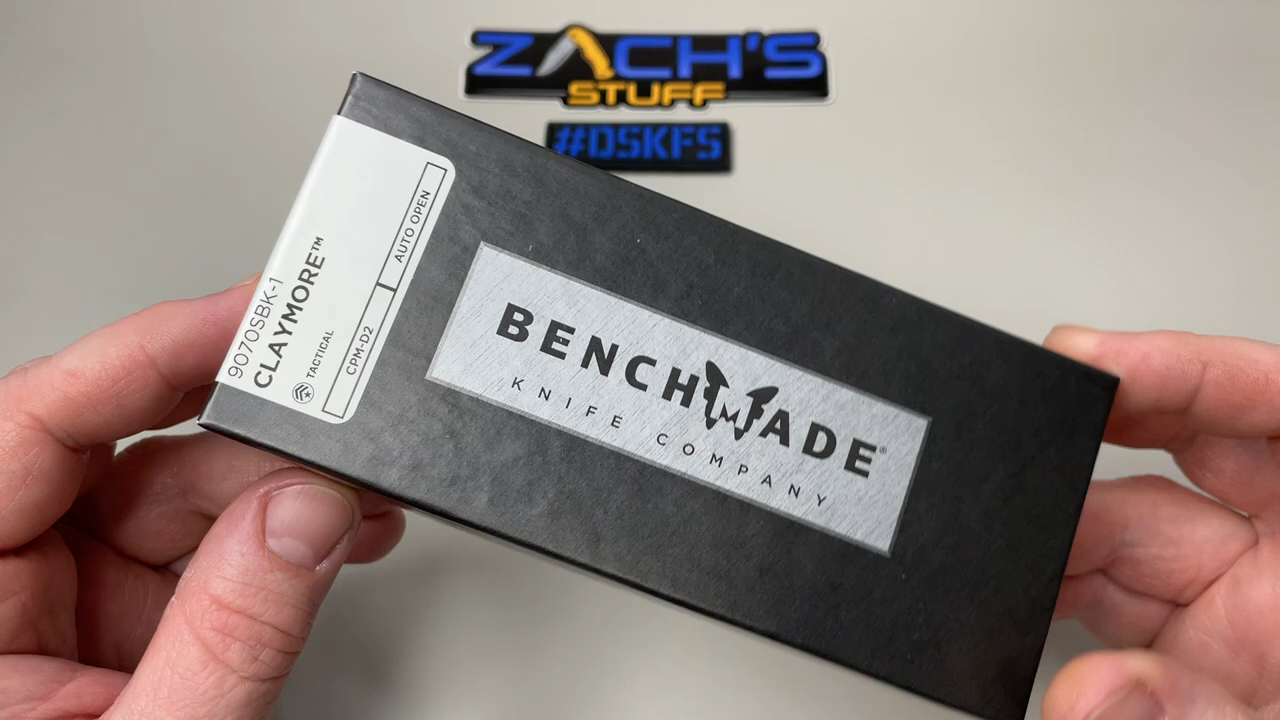 ZACH'S
STUFF
#DSKFS
9070SBK-1
CLAYMORE™
TACTICAL
CPM-D2
AUTO OPEN
BENCHMADE®
KNIFE COMPANY